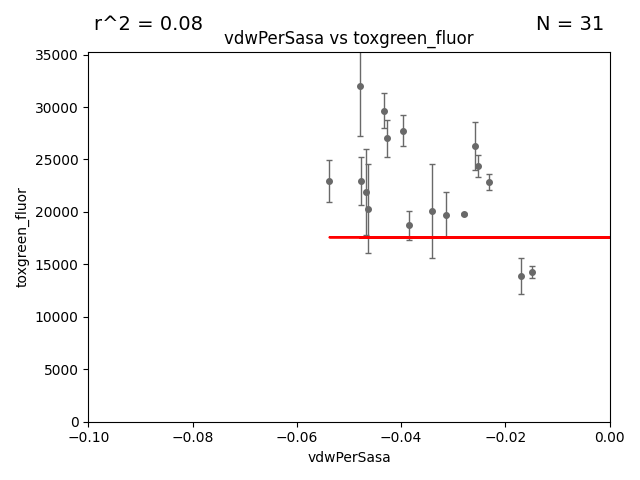 r^2 = 0.08
N = 31
vdwPerSasa vs toxgreen_fluor
35000
30000
25000
20000
15000
10000
5000
0
toxgreen_fluor
−0.10
−0.08
−0.06
−0.04
−0.02
0.00
vdwPerSasa